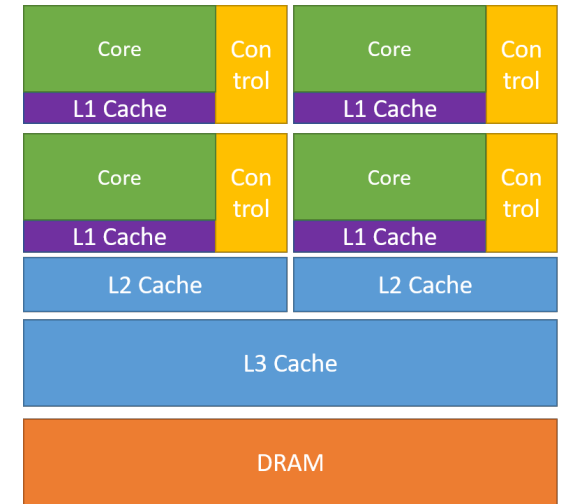 Core
Con
trol
L1 Cache
Core
Con
trol
L1 Cache
Core
Con
trol
L1 Cache
Core
Con
trol
L1 Cache
L2 Cache
L2 Cache
L3 Cache
DRAM